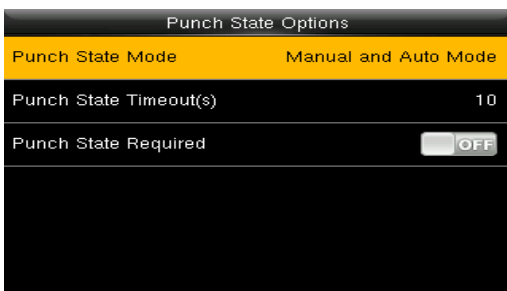 Punch State Options
Punch State Mode Manual and Auto Mode
Punch State Timeout(s) 10
Punch State Required OFF